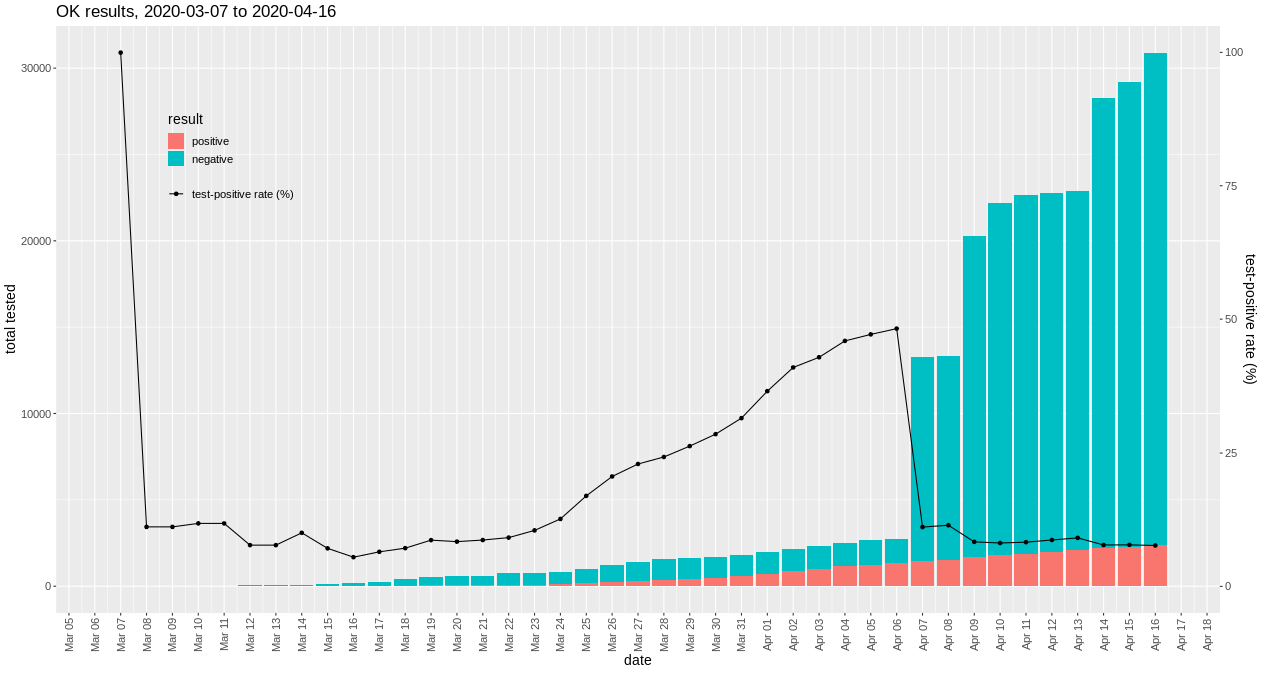 OK results, 2020-03-07 to 2020-04-16
30000
20000
10000
0
total tested
result
positive
negative
test-positive rate (%)
100
75
50
25
0
test-positive rate (%)
Mar 05
Mar 06
Mar 07
Mar 08
Mar 09
Mar 10
Mar 11
Mar 12
Mar 13
Mar 14
Mar 15
Mar 16
Mar 17
Mar 18
Mar 19
Mar 20
Mar 21
Mar 22
Mar 23
Mar 24
Mar 25
Mar 26
Mar 27
Mar 28
Mar 29
Mar 30
Mar 31
Apr 01
Apr 02
Apr 03
Apr 04
Apr 05
Apr 06
Apr 07
Apr 08
Apr 09
Apr 10
Apr 11
Apr 12
Apr 13
Apr 14
Apr 15
Apr 16
Apr 17
Apr 18
date